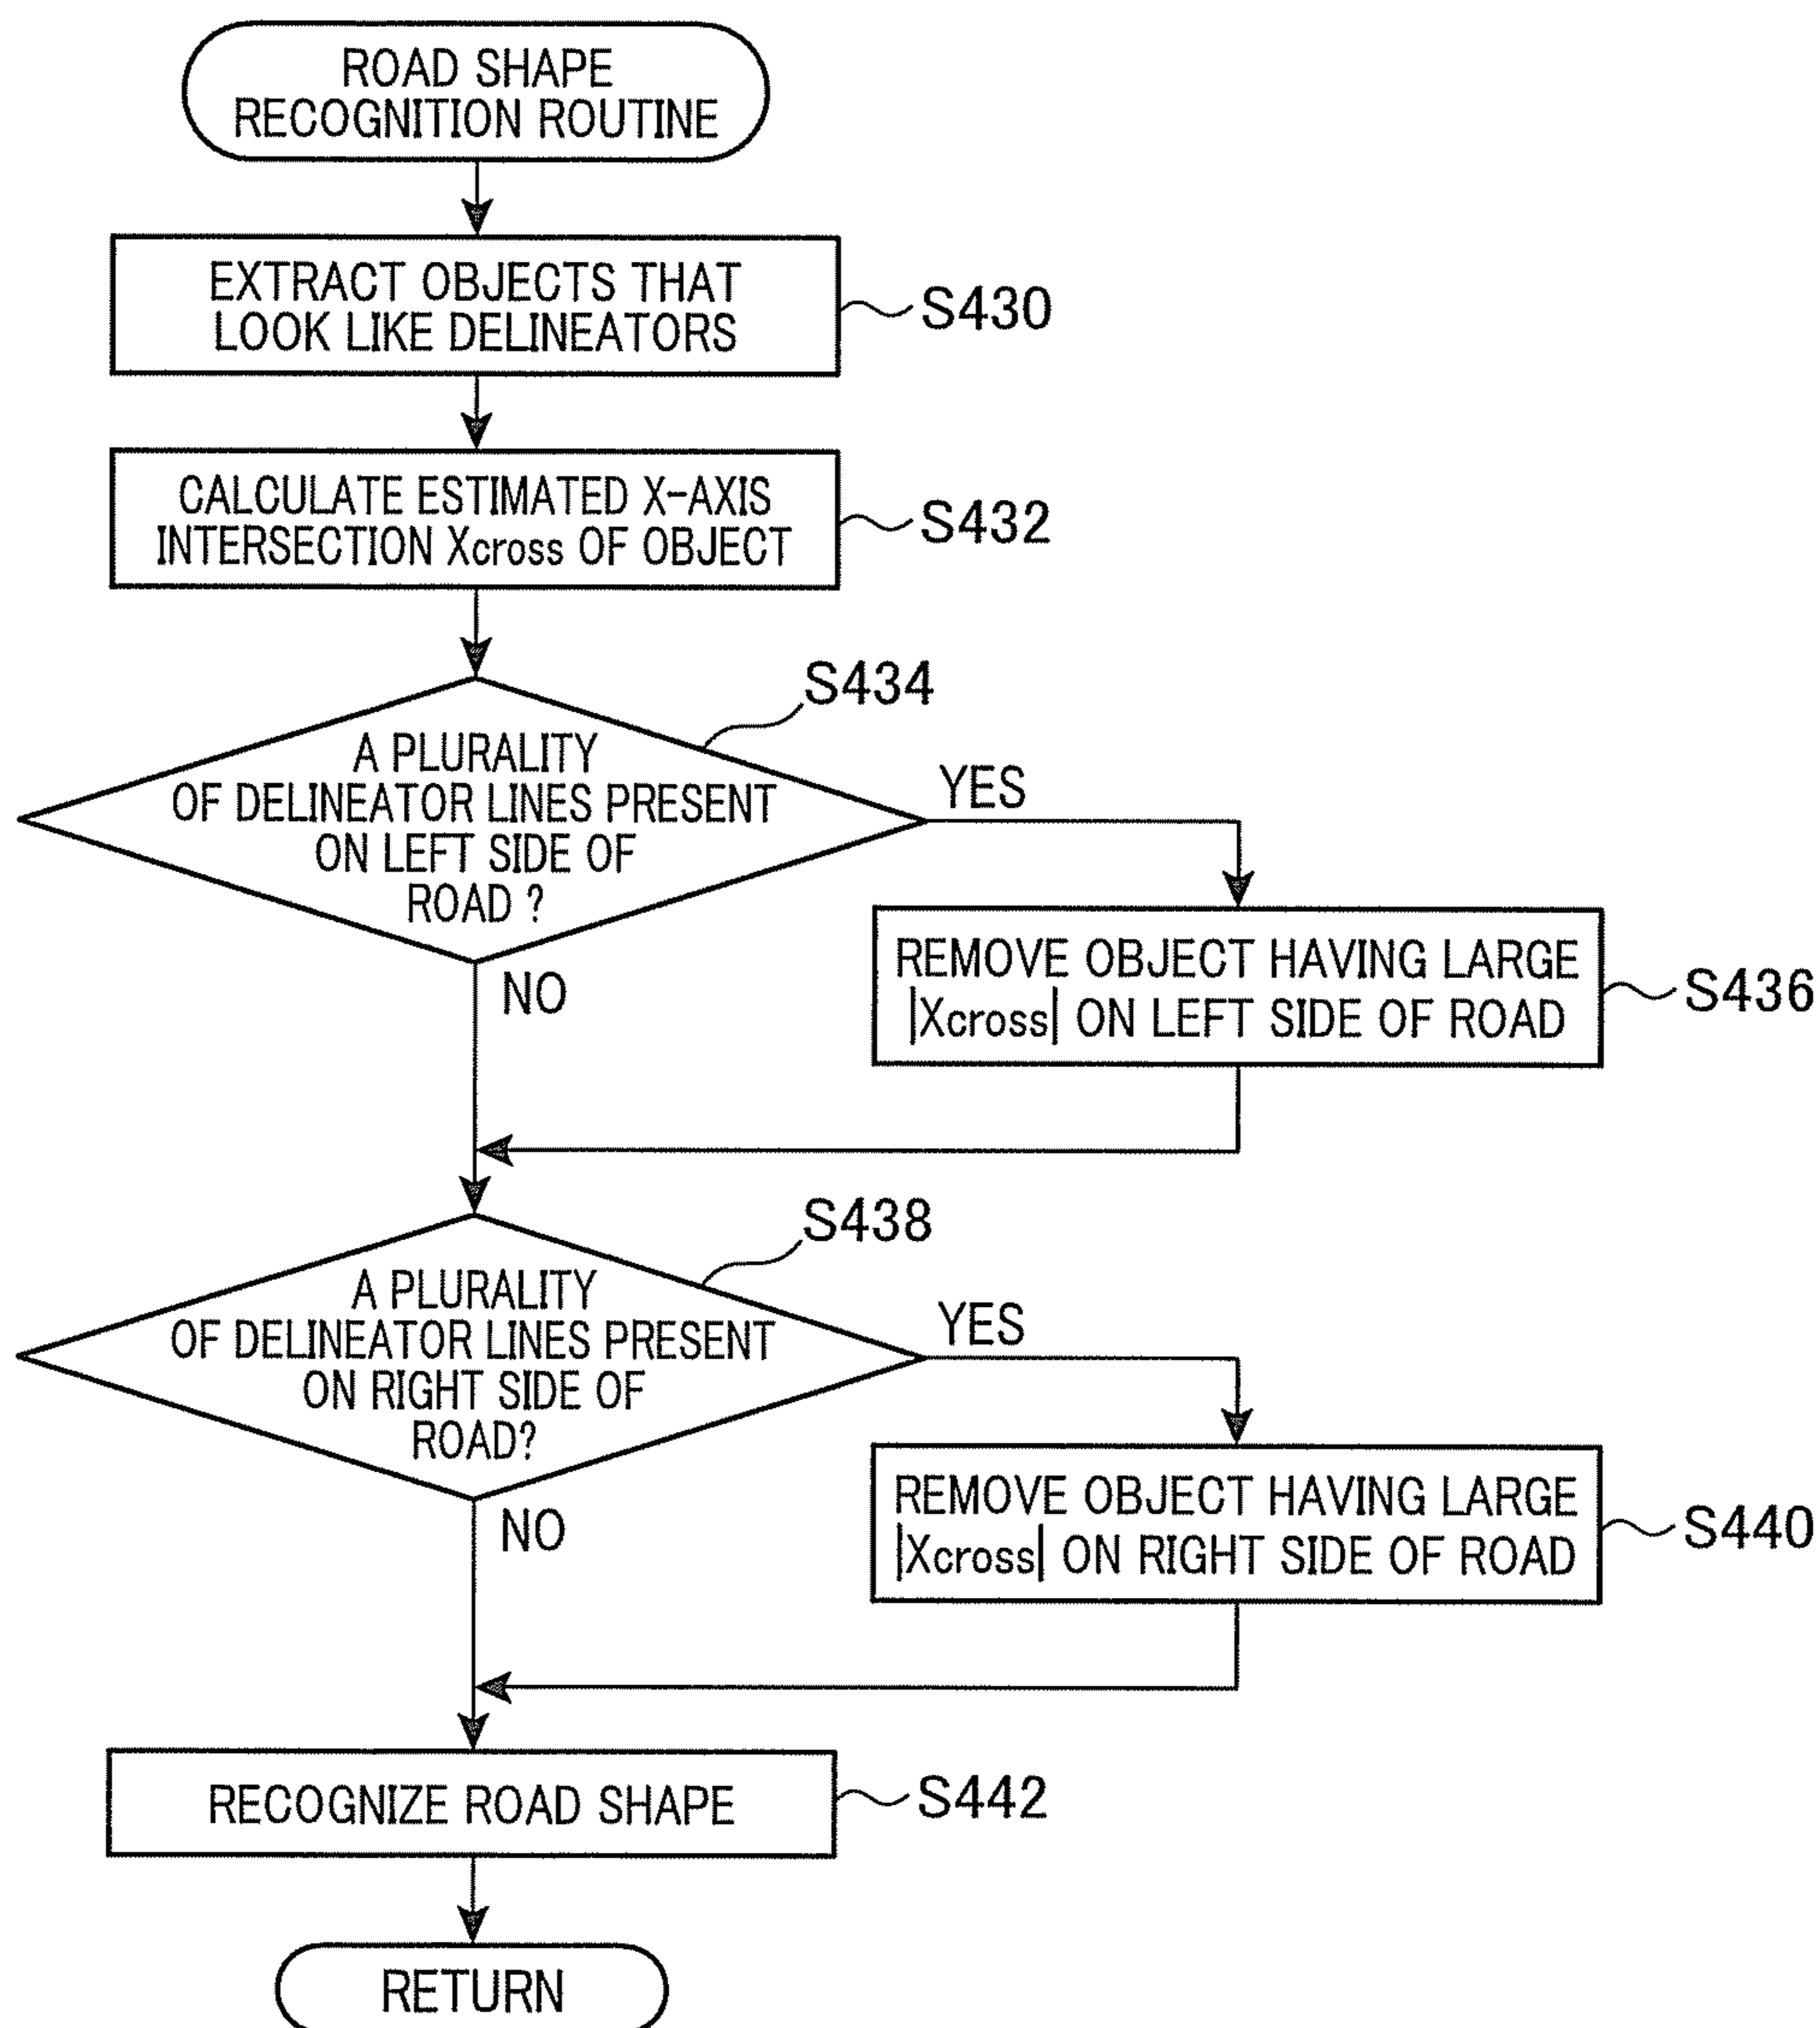 ROAD SHAPE
RECOGNITION ROUTINE
EXTRACT OBJECTS THAT
LOOK LIKE DELINEATORS
S430
CALCULATE ESTIMATED X-AXIS
INTERSECTION Xcross OF OBJECT
S432
S434
A PLURALITY
OF DELINEATOR LINES PRESENT
ON LEFT SIDE OF
ROAD ?
YES
NO
REMOVE OBJECT HAVING LARGE
|Xcross| ON LEFT SIDE OF ROAD
S436
S438
A PLURALITY
OF DELINEATOR LINES PRESENT
ON RIGHT SIDE OF
ROAD?
YES
NO
REMOVE OBJECT HAVING LARGE
|Xcross| ON RIGHT SIDE OF ROAD
S440
RECOGNIZE ROAD SHAPE
S442
RETURN